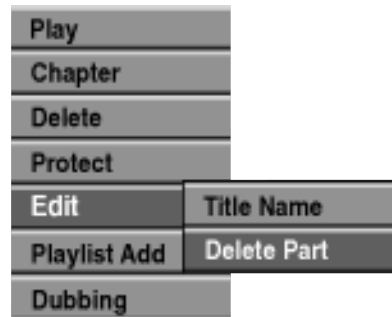 Play
Chapter
Delete
Protect
Edit
Title Name
Playlist Add
Delete Part
Dubbing